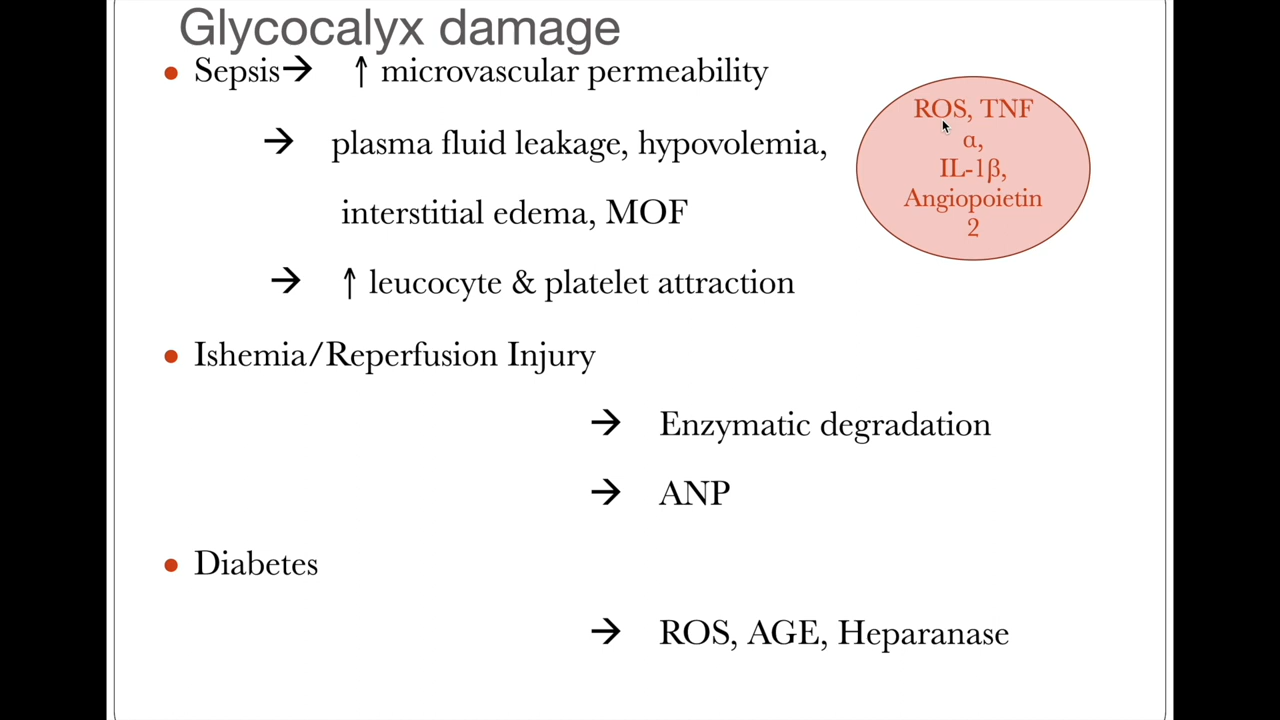 Glycocalyx damage
• Sepsis→ ↑ microvascular permeability
→ plasma fluid leakage, hypovolemia,
interstitial edema, MOF
→ ↑ leucocyte & platelet attraction
ROS, TNF
α,
IL-1β,
Angiopoietin
2
• Ishemia/Reperfusion Injury
→ Enzymatic degradation
→ ANP
• Diabetes
→ ROS, AGE, Heparanase